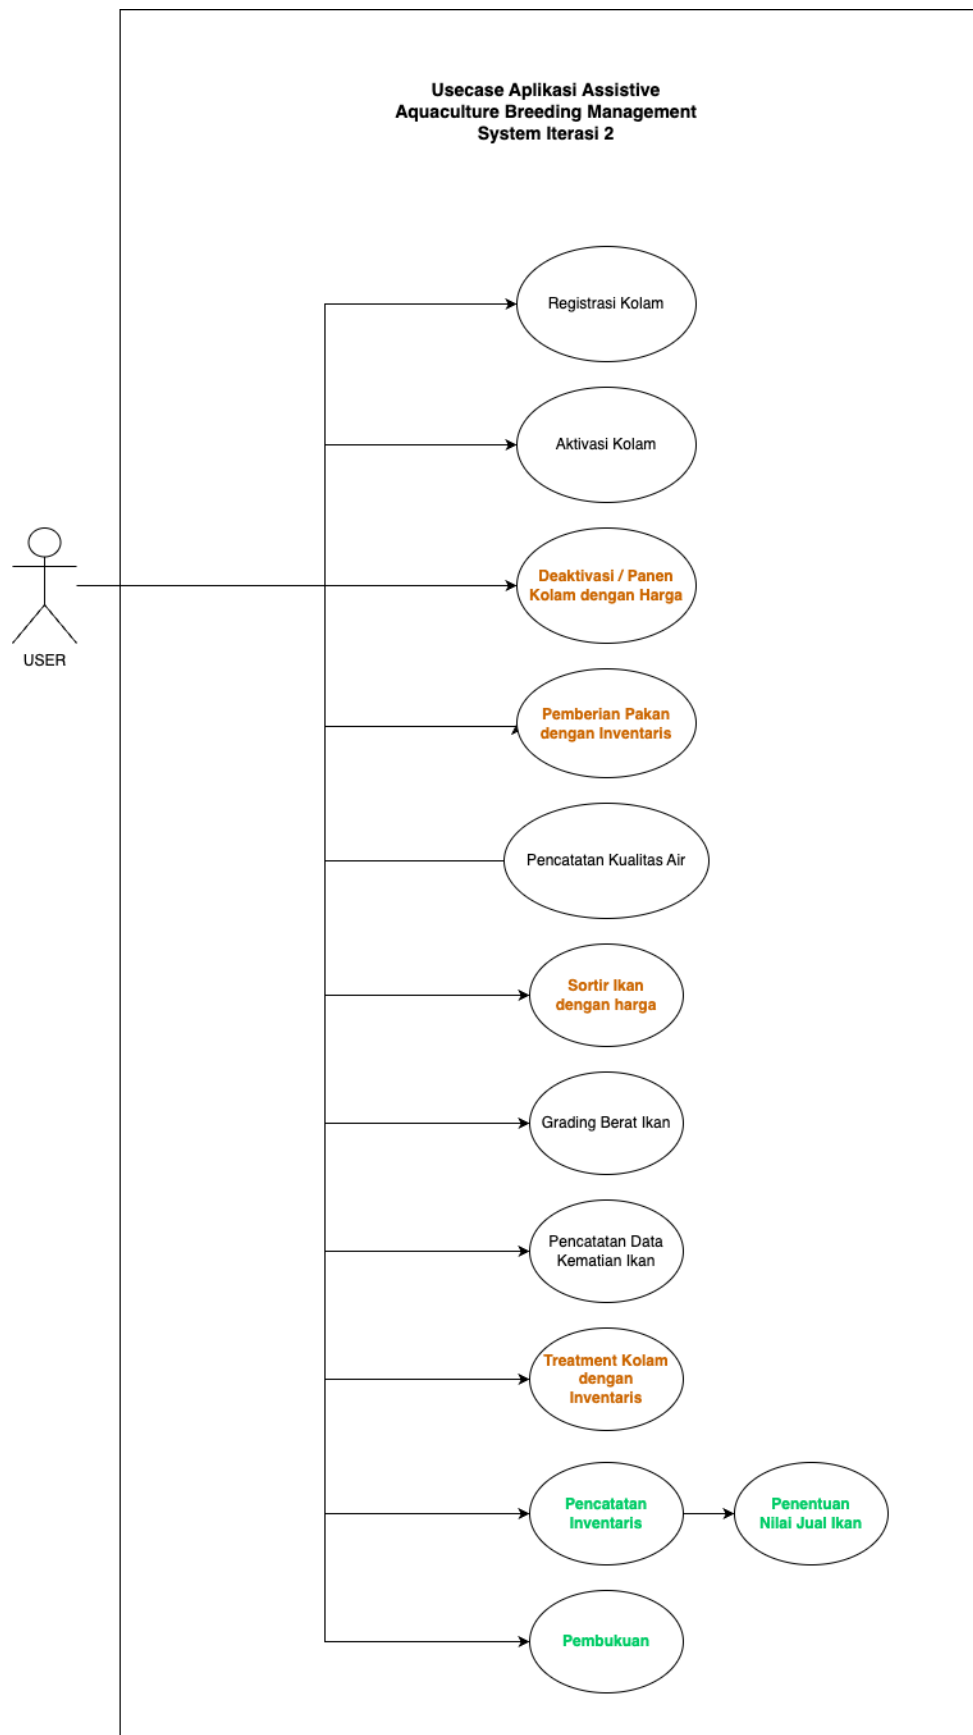 Usecase Aplikasi Assistive
Aquaculture Breeding Management
System Iterasi 2
Registrasi Kolam
Aktivasi Kolam
Deaktivasi / Panen
Kolam dengan Harga
USER
Pemberian Pakan
dengan Inventaris
Pencatatan Kualitas Air
Sortir Ikan
dengan harga
Grading Berat Ikan
Pencatatan Data
Kematian Ikan
Treatment Kolam
dengan
Inventaris
Pencatatan
Inventaris
Penentuan
Nilai Jual Ikan
Pembukuan